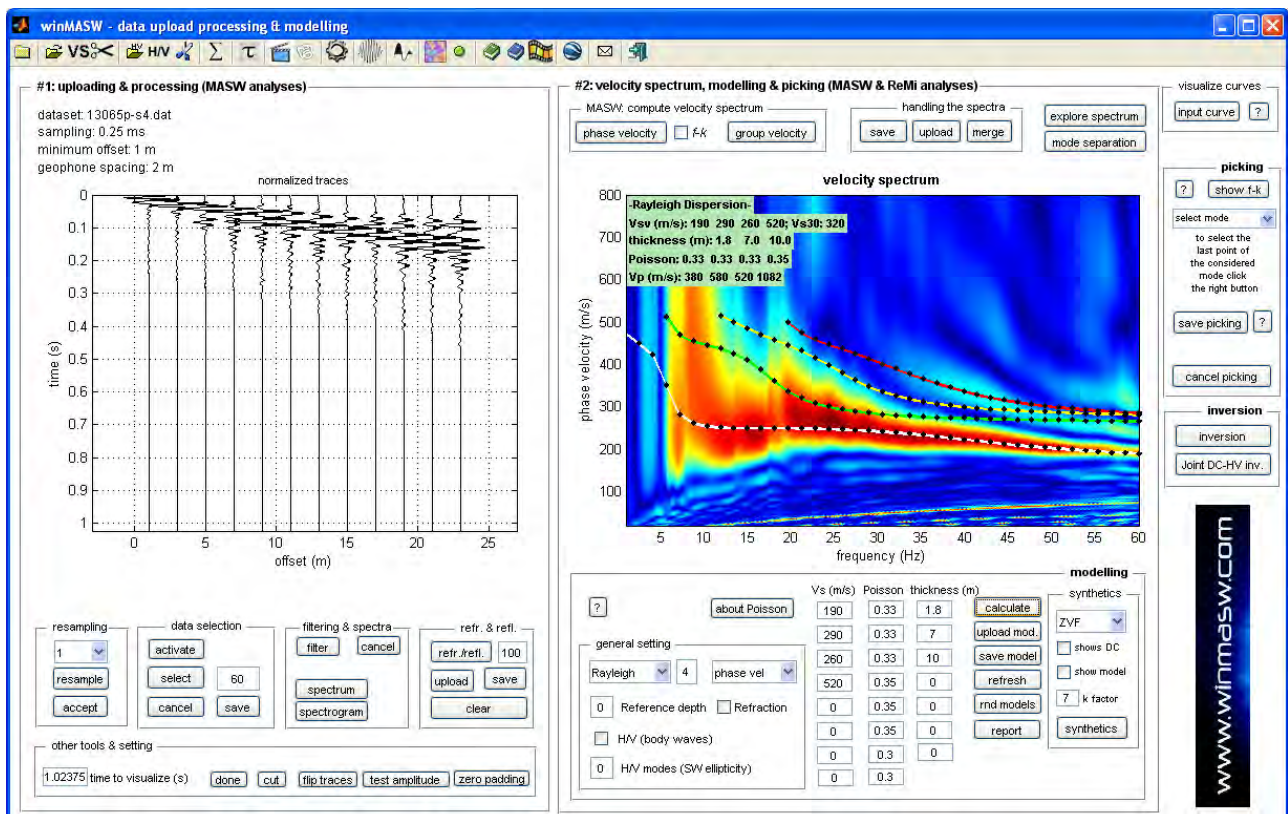 winMASW - data upload processing & modelling
VS H/V Σ τ
#1: uploading & processing (MASW analyses)
dataset: 13065p-s4.dat
sampling: 0.25 ms
minimum offset: 1 m
geophone spacing: 2 m
normalized traces
0
0.1
0.2
0.3
0.4
0.5
0.6
0.7
0.8
0.9
1
time (s)
0 5 10 15 20 25
offset (m)
resampling
1
resample
accept
data selection
activate
select 60
cancel save
filtering & spectra
filter cancel
spectrum
spectrogram
refr. & refl.
refr./refl. 100
upload save
clear
other tools & setting
1.02375 time to visualize (s) done cut flip traces test amplitude zero padding
#2: velocity spectrum, modelling & picking (MASW & ReMi analyses)
MASW: compute velocity spectrum
phase velocity f-k group velocity
handling the spectra
save upload merge
explore spectrum
mode separation
velocity spectrum
-Rayleigh Dispersion-
Vsv (m/s): 190 290 260 520; Vs30: 320
thickness (m): 1.8 7.0 10.0
Poisson: 0.33 0.33 0.33 0.35
Vp (m/s): 380 580 520 1082
800
700
600
500
400
300
200
100
phase velocity (m/s)
5 10 15 20 25 30 35 40 45 50 55 60
frequency (Hz)
modelling
? about Poisson
general setting
Rayleigh 4 phase vel
0 Reference depth Refraction
H/V (body waves)
0 H/V modes (SW ellipticity)
Vs (m/s) Poisson thickness (m)
190 0.33 1.8
290 0.33 7
260 0.33 10
520 0.35 0
0 0.35 0
0 0.35 0
0 0.3 0
0 0.3
calculate
upload mod.
save model
refresh
rnd models
report
synthetics
ZVF
shows DC
show model
7 k factor
synthetics
visualize curves
input curve ?
picking
? show f-k
select mode
to select the
last point of
the considered
mode click
the right button
save picking ?
cancel picking
inversion
inversion
Joint DC-HV inv.
www.winmasw.com